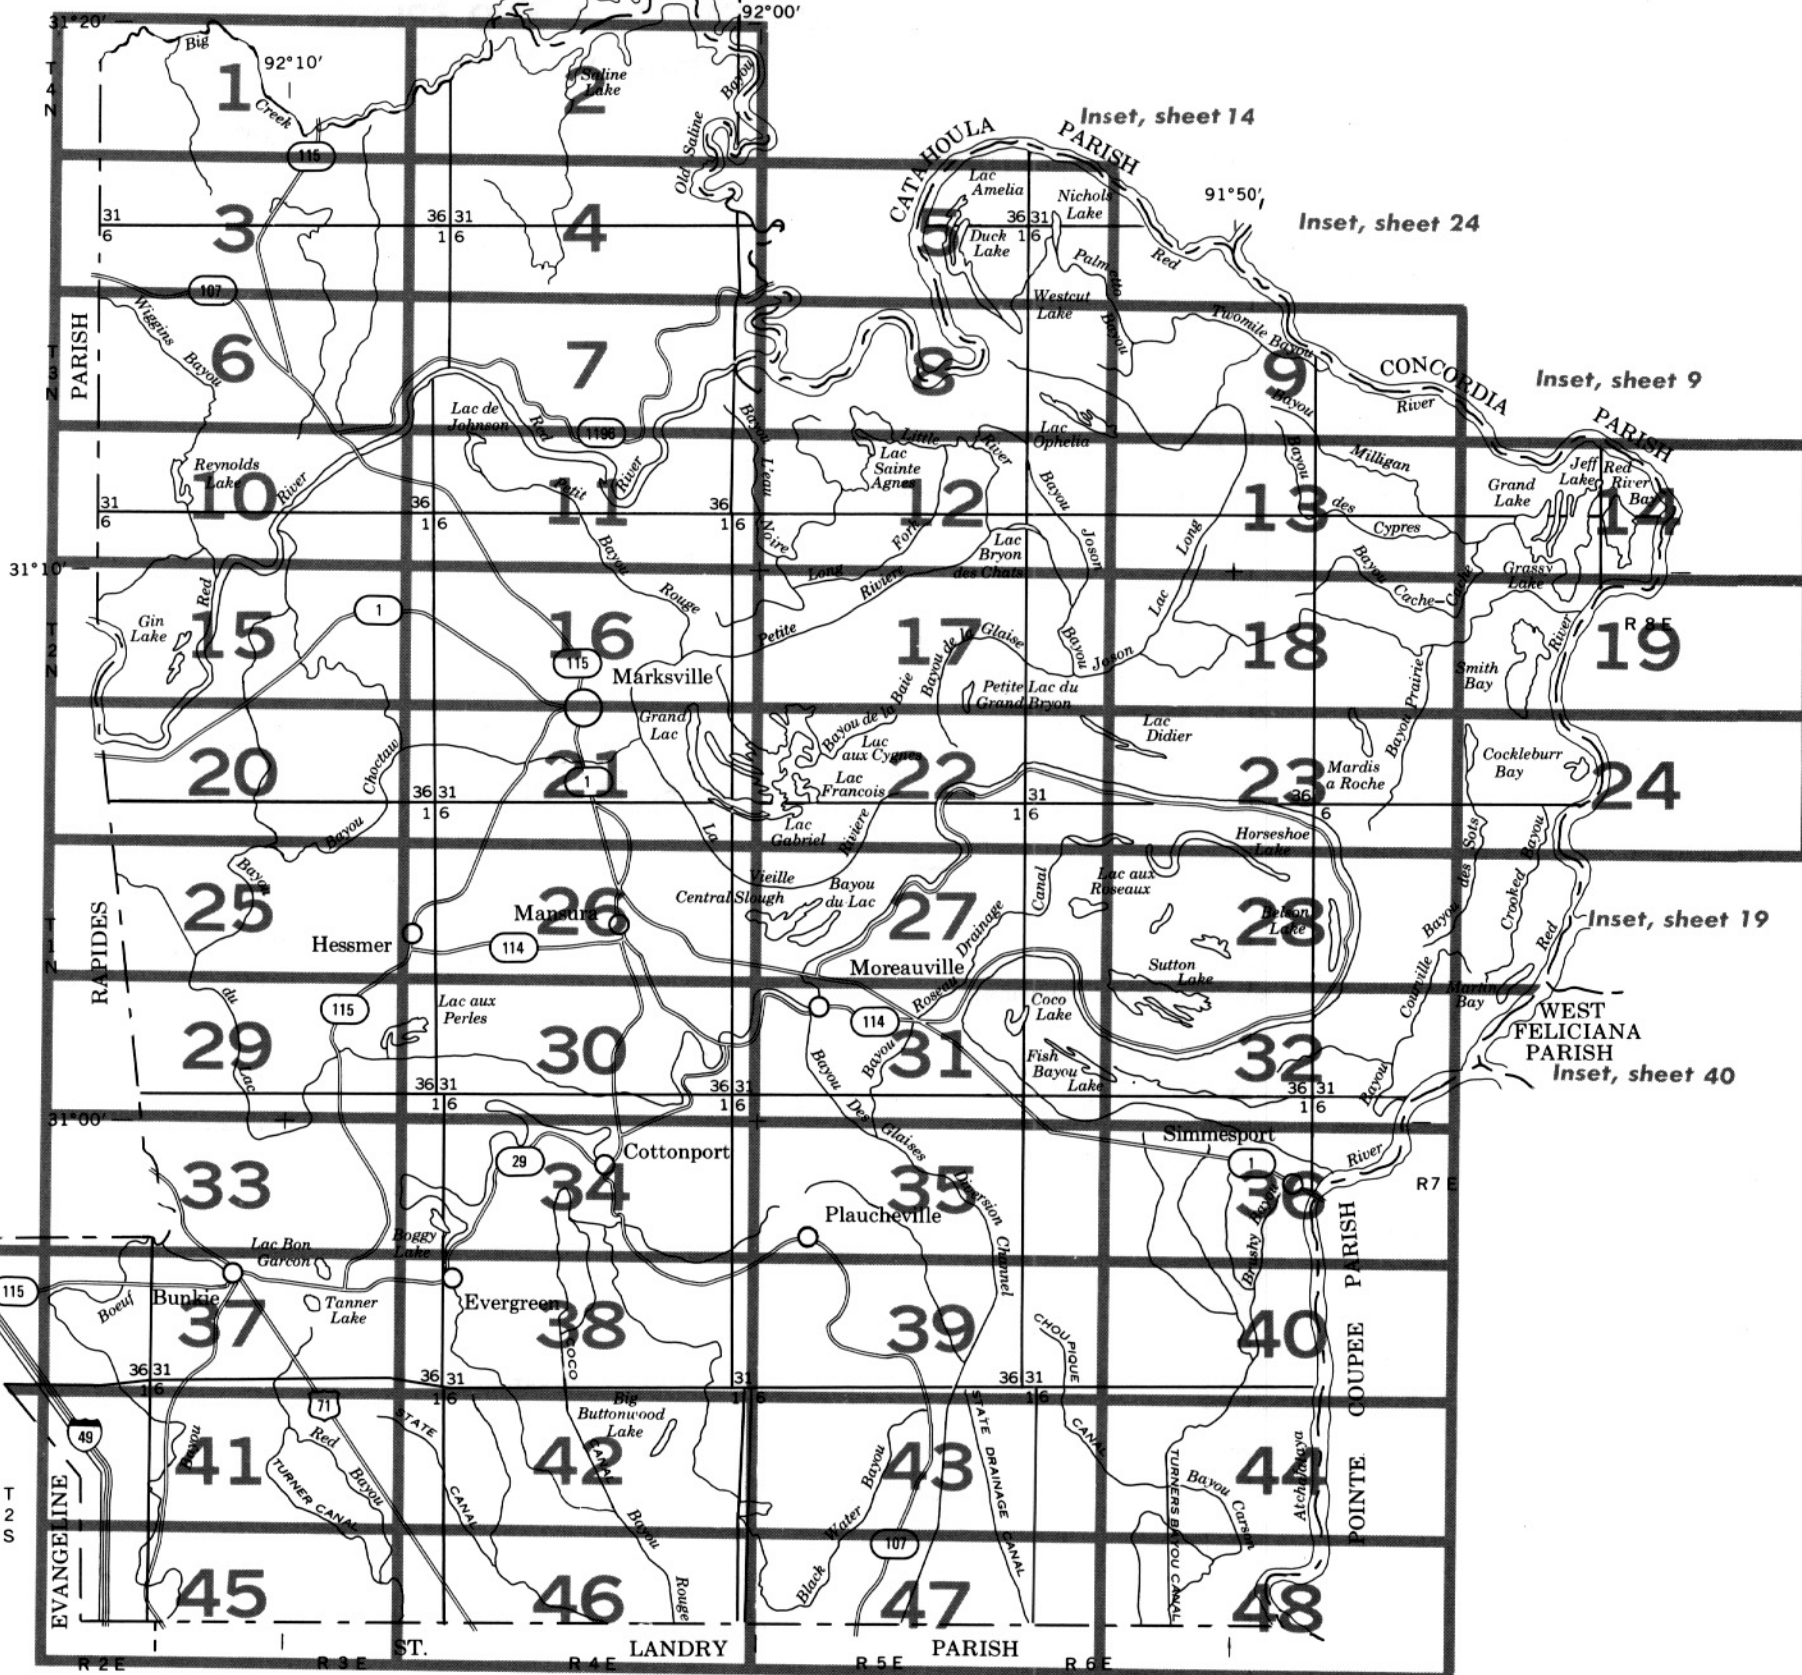 31°20'
92°00'
Big
92°10'
T4N
1
Creek
2
Saline
Lake
Bayou
Old Saline
115
Inset, sheet 14
CATAHOULA PARISH
Lac
Amelia
Nichols
Lake
91°50'
Inset, sheet 24
31
6
3
36 31
1 6
4
5
Duck
Lake
36 31
1 6
Palmetto
Bayou
Red
107
Westcut
Lake
Wiggins
Bayou
Twomile Bayou
PARISH
T3N
6
7
8
9
CONCORDIA PARISH
Inset, sheet 9
River
Bayou
Lac de
Johnson
Red
River
1196
Bayou
L'eau
Noire
Little River
Lac
Ophelia
Reynolds
Lake
10
River
Lac
Sainte
Agnes
Bayou
Joson
Milligan
Bayou
des
Cypres
Jeff
Lake
Red
River
Bay
Grand
Lake
31
6
36
1 6
Petit
11
36
1 6
12
13
14
Bayou
Rouge
Fork
Long
Lac
Bryon
des Chats
Long
Lac
Bayou
Cache-Cache
Grassy
Lake
31°10'
Riviere
Petite
Red
1
T2N
Gin
Lake
15
16
17
Bayou de la Glaise
Bayou Joson
18
River
R 8 E
19
115
Marksville
Smith
Bay
Bayou Prairie
Petite Lac du
Grand Bryon
Bayou de la Baie
Grand
Lac
Lac
Didier
20
Choctaw
Bayou
21
1
Lac
aux Cygnes
Lac
Francois
22
23
Mardis
a Roche
Cockleburr
Bay
24
36 31
1 6
31
1 6
36
6
La
Lac
Gabriel
Riviere
Horseshoe
Lake
Bayou
des Sots
Crooked Bayou
25
Bayou
Vieille
Central Slough
Bayou
du Lac
Canal
Lac aux
Roseaux
26
Mansura
27
Drainage
28
Belson
Lake
Inset, sheet 19
Red
RAPIDES
T1N
Hessmer
114
Moreauville
Roseau
Sutton
Lake
Courville
Martin
Bay
du
Lac
115
Lac aux
Perles
114
Coco
Lake
WEST
FELICIANA
PARISH
29
30
Bayou
31
Fish
Bayou
Lake
32
Inset, sheet 40
Bayou
36 31
1 6
36 31
1 6
36 31
1 6
Bayou
Des
Glaises
31°00'
Simmesport
1
River
Cottonport
29
33
34
35
Diversion
Channel
36
R7E
Plaucheville
Brushy Bayou
PARISH
Boggy
Lake
Lac Bon
Garcon
115
Boeuf
Bunkie
Tanner
Lake
Evergreen
37
38
39
40
COCO
CANAL
CHOUPIQUE
CANAL
POINTE COUPEE
36 31
1 6
36 31
1 6
31
6
36 31
1 6
71
49
STATE
CANAL
Big
Buttonwood
Lake
STATE DRAINAGE CANAL
Bayou
41
Red
Bayou
TURNER CANAL
42
Bayou
Rouge
43
Black Water Bayou
TURNERS BAYOU CANAL
Bayou
Carson
44
Atchafalaya
T2S
EVANGELINE
107
45
46
47
48
ST. LANDRY PARISH
R 2 E
R 3 E
R 4 E
R 5 E
R 6 E